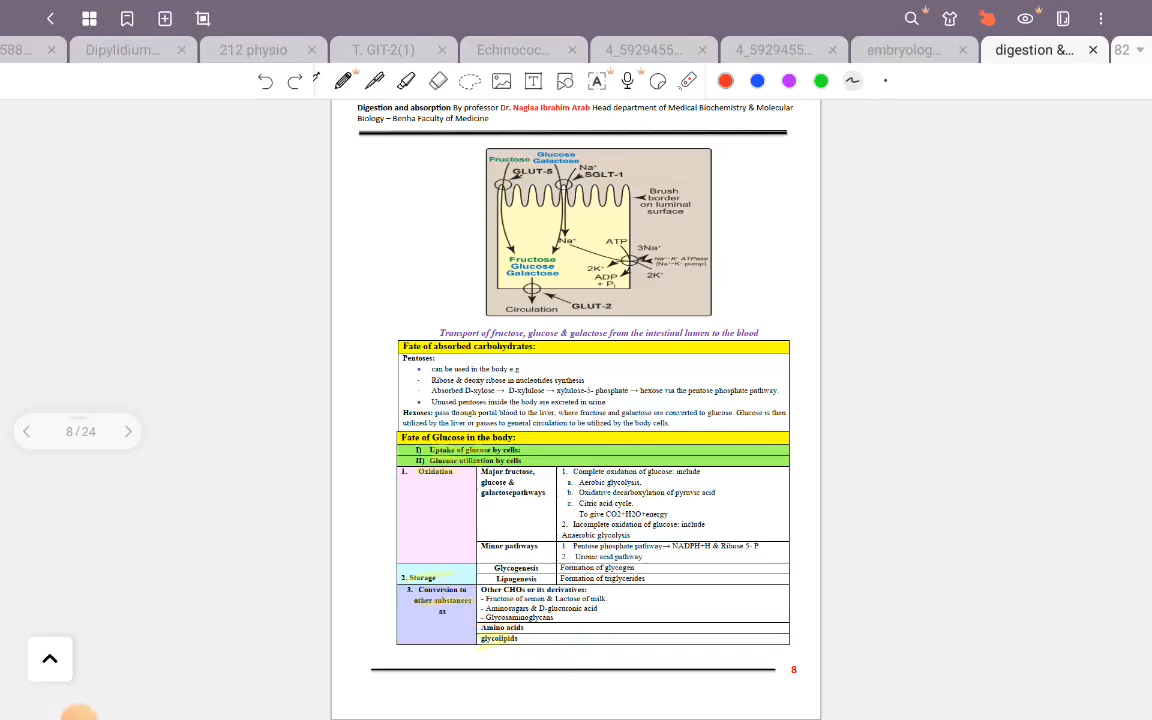 588...
Dipylidium...
212 physio
T. GIT-2(1)
Echinococ...
4_5929455...
4_5929455...
embryolog...
digestion &...
82
Digestion and absorption By professor Dr. Naglaa Ibrahim Azab Head department of Medical Biochemistry & Molecular
Biology – Benha Faculty of Medicine
Fructose
Glucose
Galactose
GLUT-5
Na+
SGLT-1
Brush
border
on luminal
surface
Na+
ATP
3Na+
Na+-K+ ATPase
(Na+-K+ pump)
Fructose
Glucose
Galactose
2K+
ADP
+ Pi
2K+
Circulation
GLUT-2
Transport of fructose, glucose & galactose from the intestinal lumen to the blood
Fate of absorbed carbohydrates:
Pentoses:
• can be used in the body e.g
- Ribose & deoxy ribose in nucleotides synthesis
- Absorbed D-xylose → D-xylulose → xylulose-5- phosphate → hexose via the pentose phosphate pathway.
• Unused pentoses inside the body are excreted in urine
Hexoses: pass through portal blood to the liver, where fructose and galactose are converted to glucose. Glucose is then
utilized by the liver or passes to general circulation to be utilized by the body cells.
Fate of Glucose in the body:
I) Uptake of glucose by cells:
II) Glucose utilization by cells
1. Oxidation
Major fructose,
glucose &
galactosepathways
1. Complete oxidation of glucose: include
a. Aerobic glycolysis.
b. Oxidative decarboxylation of pyruvic acid
c. Citric acid cycle.
To give CO2+H2O+energy
2. Incomplete oxidation of glucose: include
Anaerobic glycolysis
Minor pathways
1. Pentose phosphate pathway→ NADPH+H & Ribose 5- P
2. Uronic acid pathway
2. Storage
Glycogenesis
Formation of glycogen
Lipogenesis
Formation of triglycerides
3. Conversion to
other substances
as
Other CHOs or its derivatives:
- Fructose of semen & Lactose of milk.
- Aminosugars & D-glucuronic acid
- Glycosaminoglycans
Amino acids
glycolipids
8
8/24